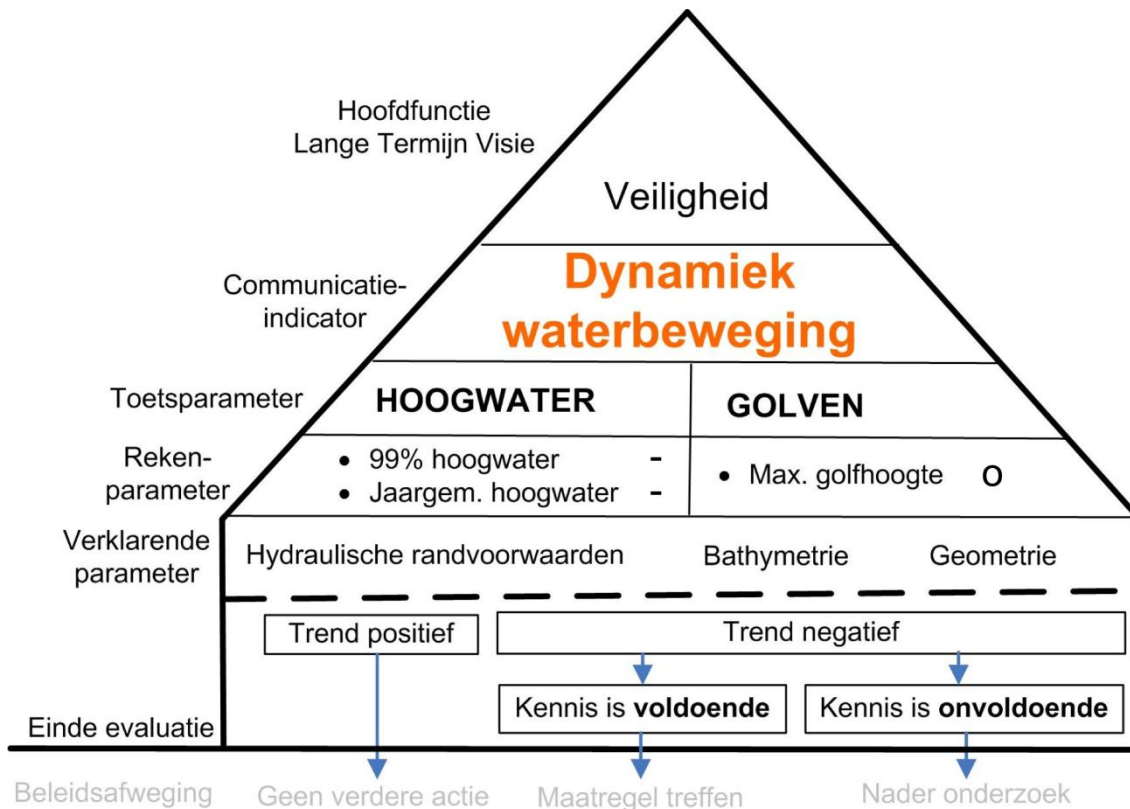 Hoofdfunctie
Lange Termijn Visie
Veiligheid
Communicatie-
indicator
Dynamiek
waterbeweging
Toetsparameter
HOOGWATER
GOLVEN
Reken-
parameter
• 99% hoogwater -
• Jaargem. hoogwater -
• Max. golfhoogte o
Verklarende
parameter
Hydraulische randvoorwaarden
Bathymetrie
Geometrie
Trend positief
Trend negatief
Kennis is voldoende
Kennis is onvoldoende
Einde evaluatie
Beleidsafweging
Geen verdere actie
Maatregel treffen
Nader onderzoek